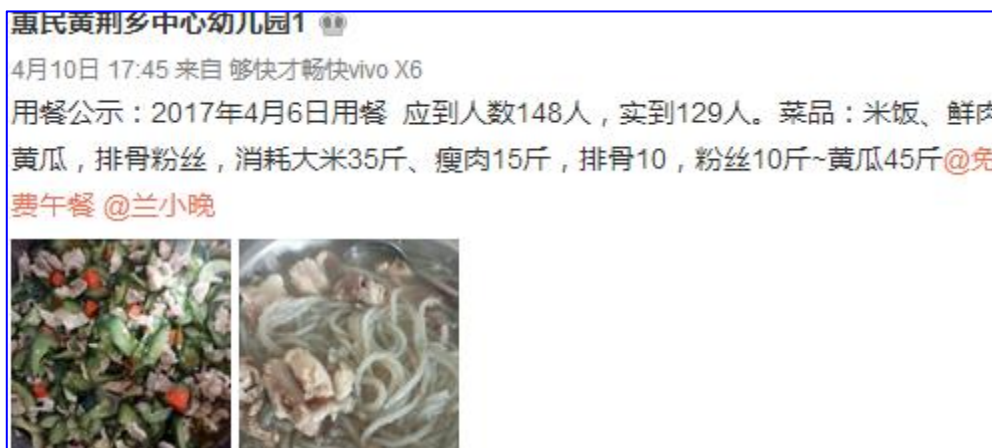 惠民黄荆乡中心幼儿园1
4月10日 17:45 来自 够快才畅快vivo X6
用餐公示：2017年4月6日用餐 应到人数148人，实到129人。菜品：米饭、鲜肉
黄瓜，排骨粉丝，消耗大米35斤、瘦肉15斤，排骨10，粉丝10斤~黄瓜45斤@免
费午餐 @兰小晚